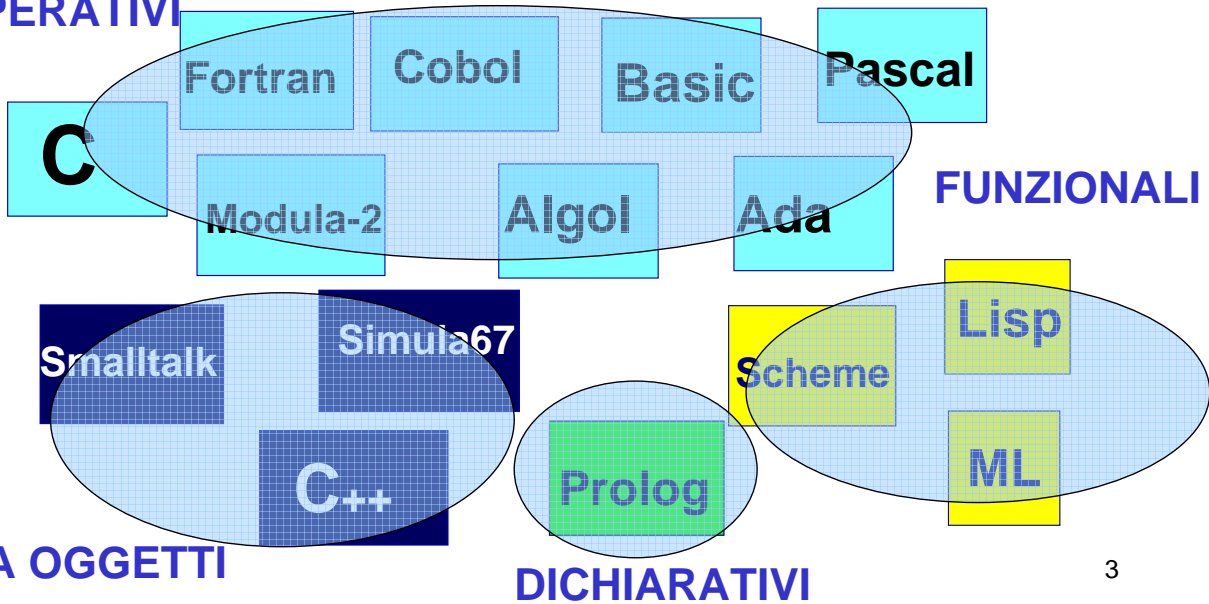 PERATIVI
Fortran
Cobol
Basic
Pascal
C
Modula-2
Algol
Ada
FUNZIONALI
Smalltalk
Simula67
Scheme
Lisp
C++
Prolog
ML
A OGGETTI
DICHIARATIVI
3